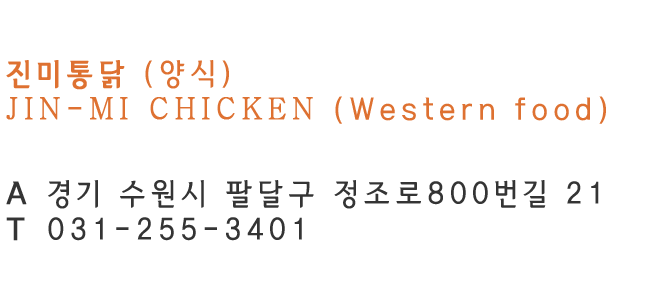 진미통닭 (양식)
JIN-MI CHICKEN (Western food)
A 경기 수원시 팔달구 정조로800번길 21
T 031-255-3401